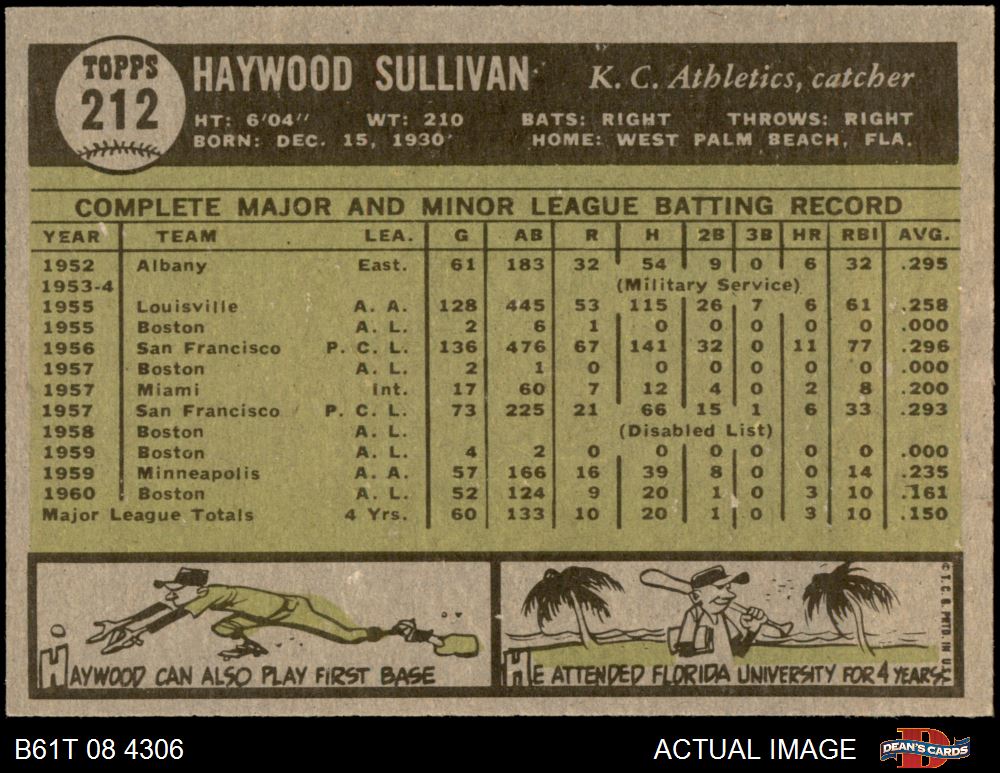 TOPPS
212
HAYWOOD SULLIVAN K. C. Athletics, catcher
HT: 6'04" WT: 210 BATS: RIGHT THROWS: RIGHT
BORN: DEC. 15, 1930 HOME: WEST PALM BEACH, FLA.
COMPLETE MAJOR AND MINOR LEAGUE BATTING RECORD
YEAR TEAM LEA. G AB R H 2B 3B HR RBI AVG.
1952 Albany East. 61 183 32 54 9 0 6 32 .295
1953-4 (Military Service)
1955 Louisville A. A. 128 445 53 115 26 7 6 61 .258
1955 Boston A. L. 2 6 1 0 0 0 0 0 .000
1956 San Francisco P. C. L. 136 476 67 141 32 0 11 77 .296
1957 Boston A. L. 2 1 0 0 0 0 0 0 .000
1957 Miami Int. 17 60 7 12 4 0 2 8 .200
1957 San Francisco P. C. L. 73 225 21 66 15 1 6 33 .293
1958 Boston A. L. (Disabled List)
1959 Boston A. L. 4 2 0 0 0 0 0 0 .000
1959 Minneapolis A. A. 57 166 16 39 8 0 0 14 .235
1960 Boston A. L. 52 124 9 20 1 0 3 10 .161
Major League Totals 4 Yrs. 60 133 10 20 1 0 3 10 .150
HAYWOOD CAN ALSO PLAY FIRST BASE
HE ATTENDED FLORIDA UNIVERSITY FOR 4 YEARS
© T. C. G. PRTD. IN U.S.
B61T 08 4306 ACTUAL IMAGE DEAN'S CARDS